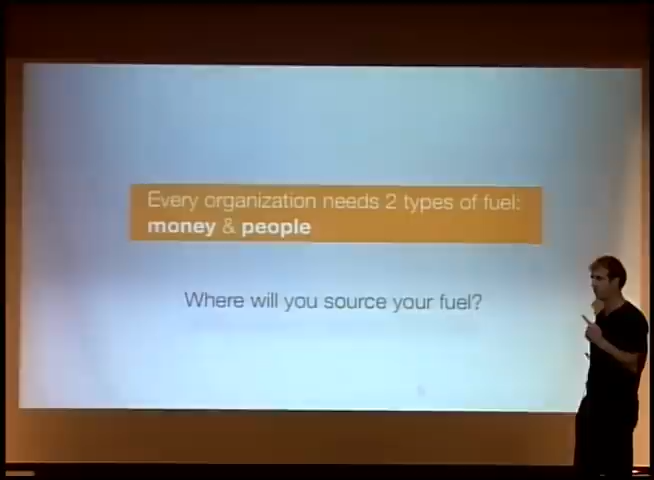 Every organization needs 2 types of fuel:
money & people
Where will you source your fuel?